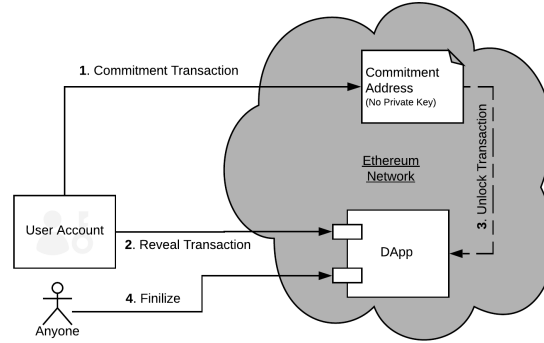 1. Commitment Transaction
Commitment
Address
(No Private Key)
3. Unlock Transaction
Ethereum
Network
User Account
2. Reveal Transaction
DApp
4. Finilize
Anyone